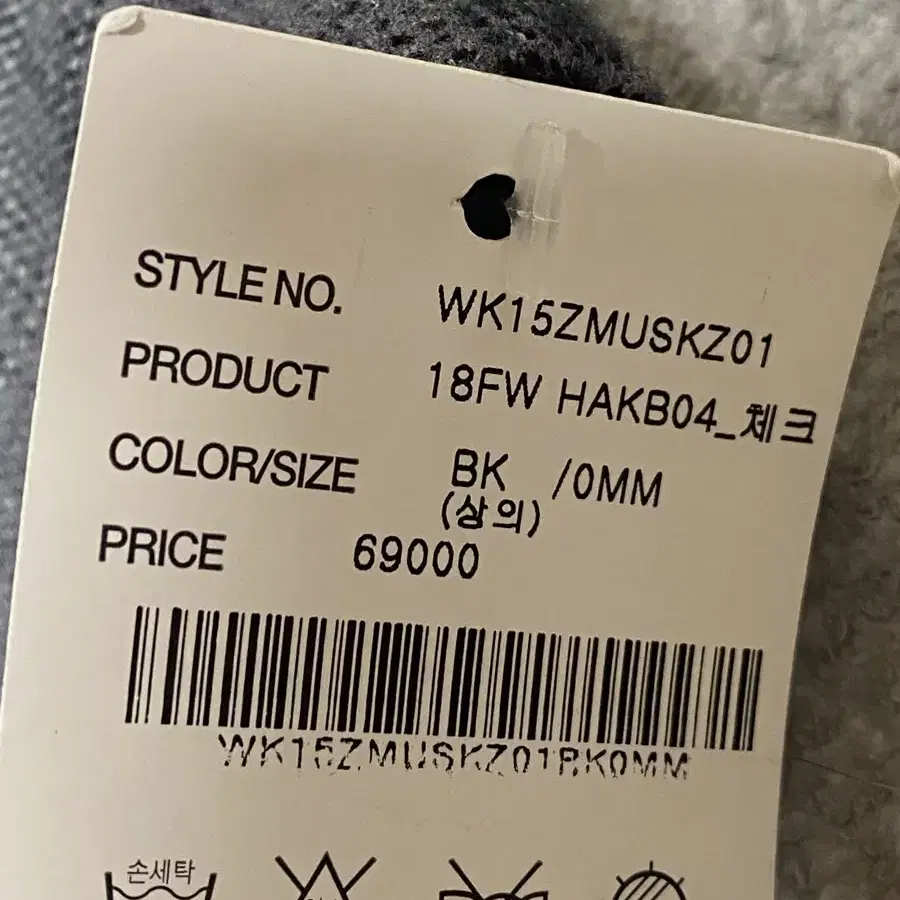 STYLE NO. WK15ZMUSKZ01
PRODUCT 18FW HAKB04_체크
COLOR/SIZE BK /0MM
(상의)
PRICE 69000
WK15ZMUSKZ01BK0MM
손세탁